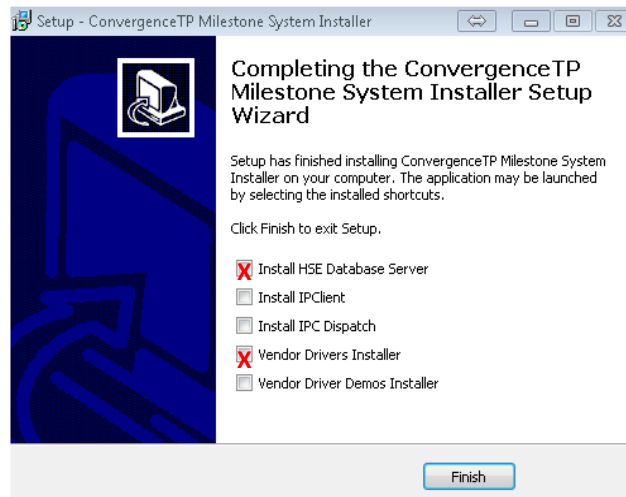 Setup - ConvergenceTP Milestone System Installer
Completing the ConvergenceTP
Milestone System Installer Setup
Wizard
Setup has finished installing ConvergenceTP Milestone System
Installer on your computer. The application may be launched
by selecting the installed shortcuts.
Click Finish to exit Setup.
X Install HSE Database Server
Install IPClient
Install IPC Dispatch
X Vendor Drivers Installer
Vendor Driver Demos Installer
Finish